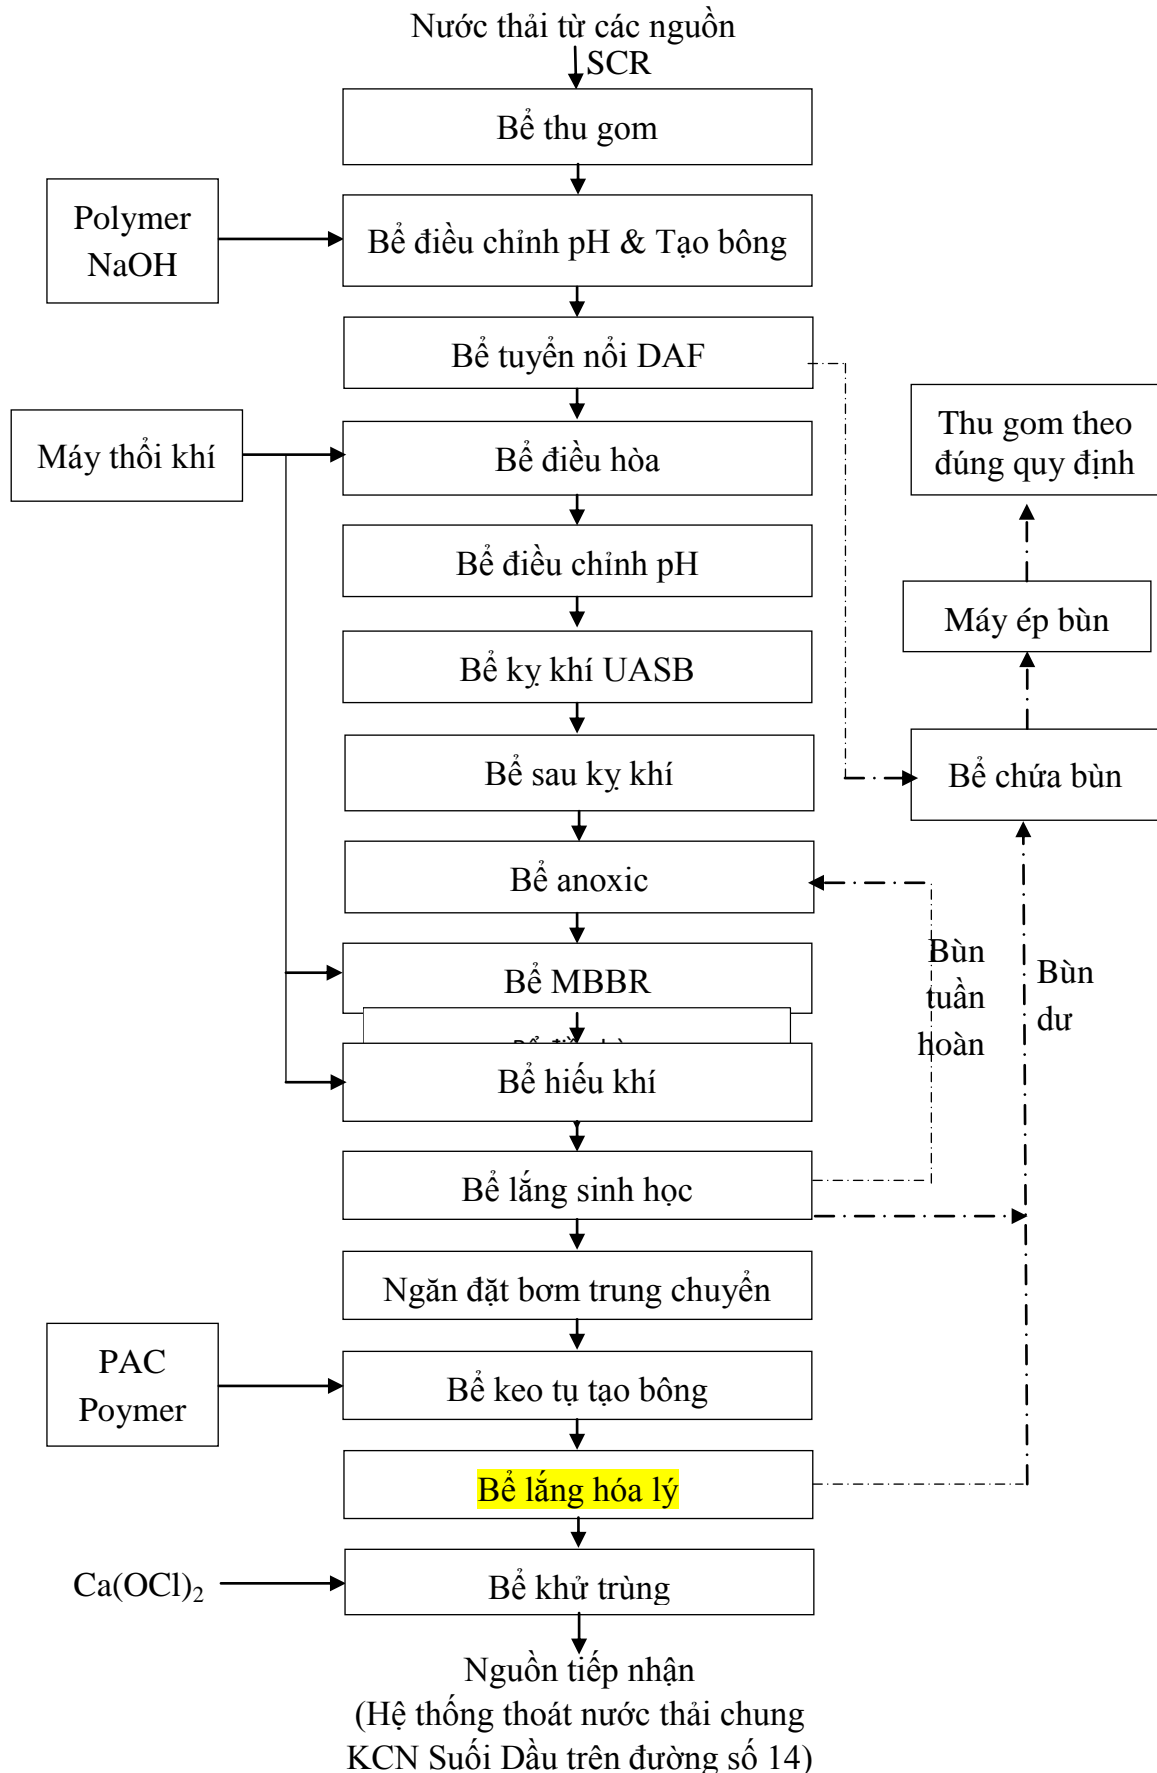 Nước thải từ các nguồn
SCR
Bể thu gom
Polymer
NaOH
Bể điều chỉnh pH & Tạo bông
Bể tuyển nổi DAF
Máy thổi khí
Bể điều hòa
Thu gom theo
đúng quy định
Bể điều chỉnh pH
Máy ép bùn
Bể kỵ khí UASB
Bể sau kỵ khí
Bể chứa bùn
Bể anoxic
Bùn
tuần
hoàn
Bùn
dư
Bể MBBR
Bể hiếu khí
Bể lắng sinh học
Ngăn đặt bơm trung chuyển
PAC
Poymer
Bể keo tụ tạo bông
Bể lắng hóa lý
Ca(OCl)₂
Bể khử trùng
Nguồn tiếp nhận
(Hệ thống thoát nước thải chung
KCN Suối Dầu trên đường số 14)